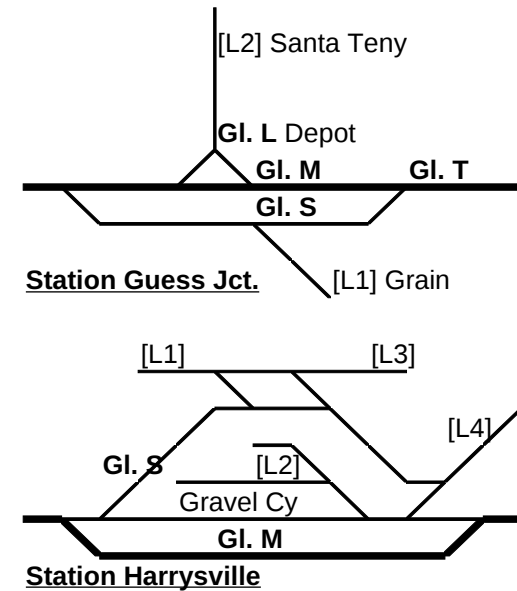 [L2] Santa Teny
Gl. L Depot
Gl. M
Gl. T
Gl. S
Station Guess Jct.
[L1] Grain
[L1]
[L3]
[L4]
Gl. S
[L2]
Gravel Cy
Gl. M
Station Harrysville